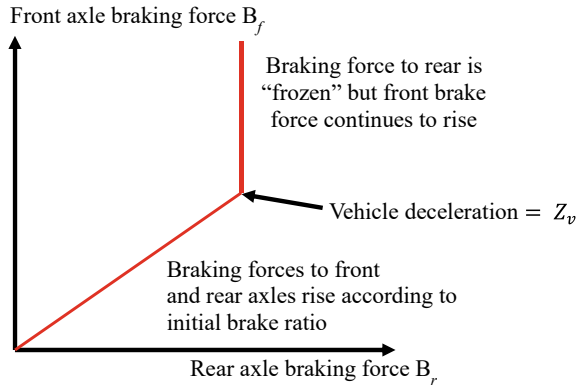 Front axle braking force B_f
Braking force to rear is
“frozen” but front brake
force continues to rise
Vehicle deceleration = Z_v
Braking forces to front
and rear axles rise according to
initial brake ratio
Rear axle braking force B_r